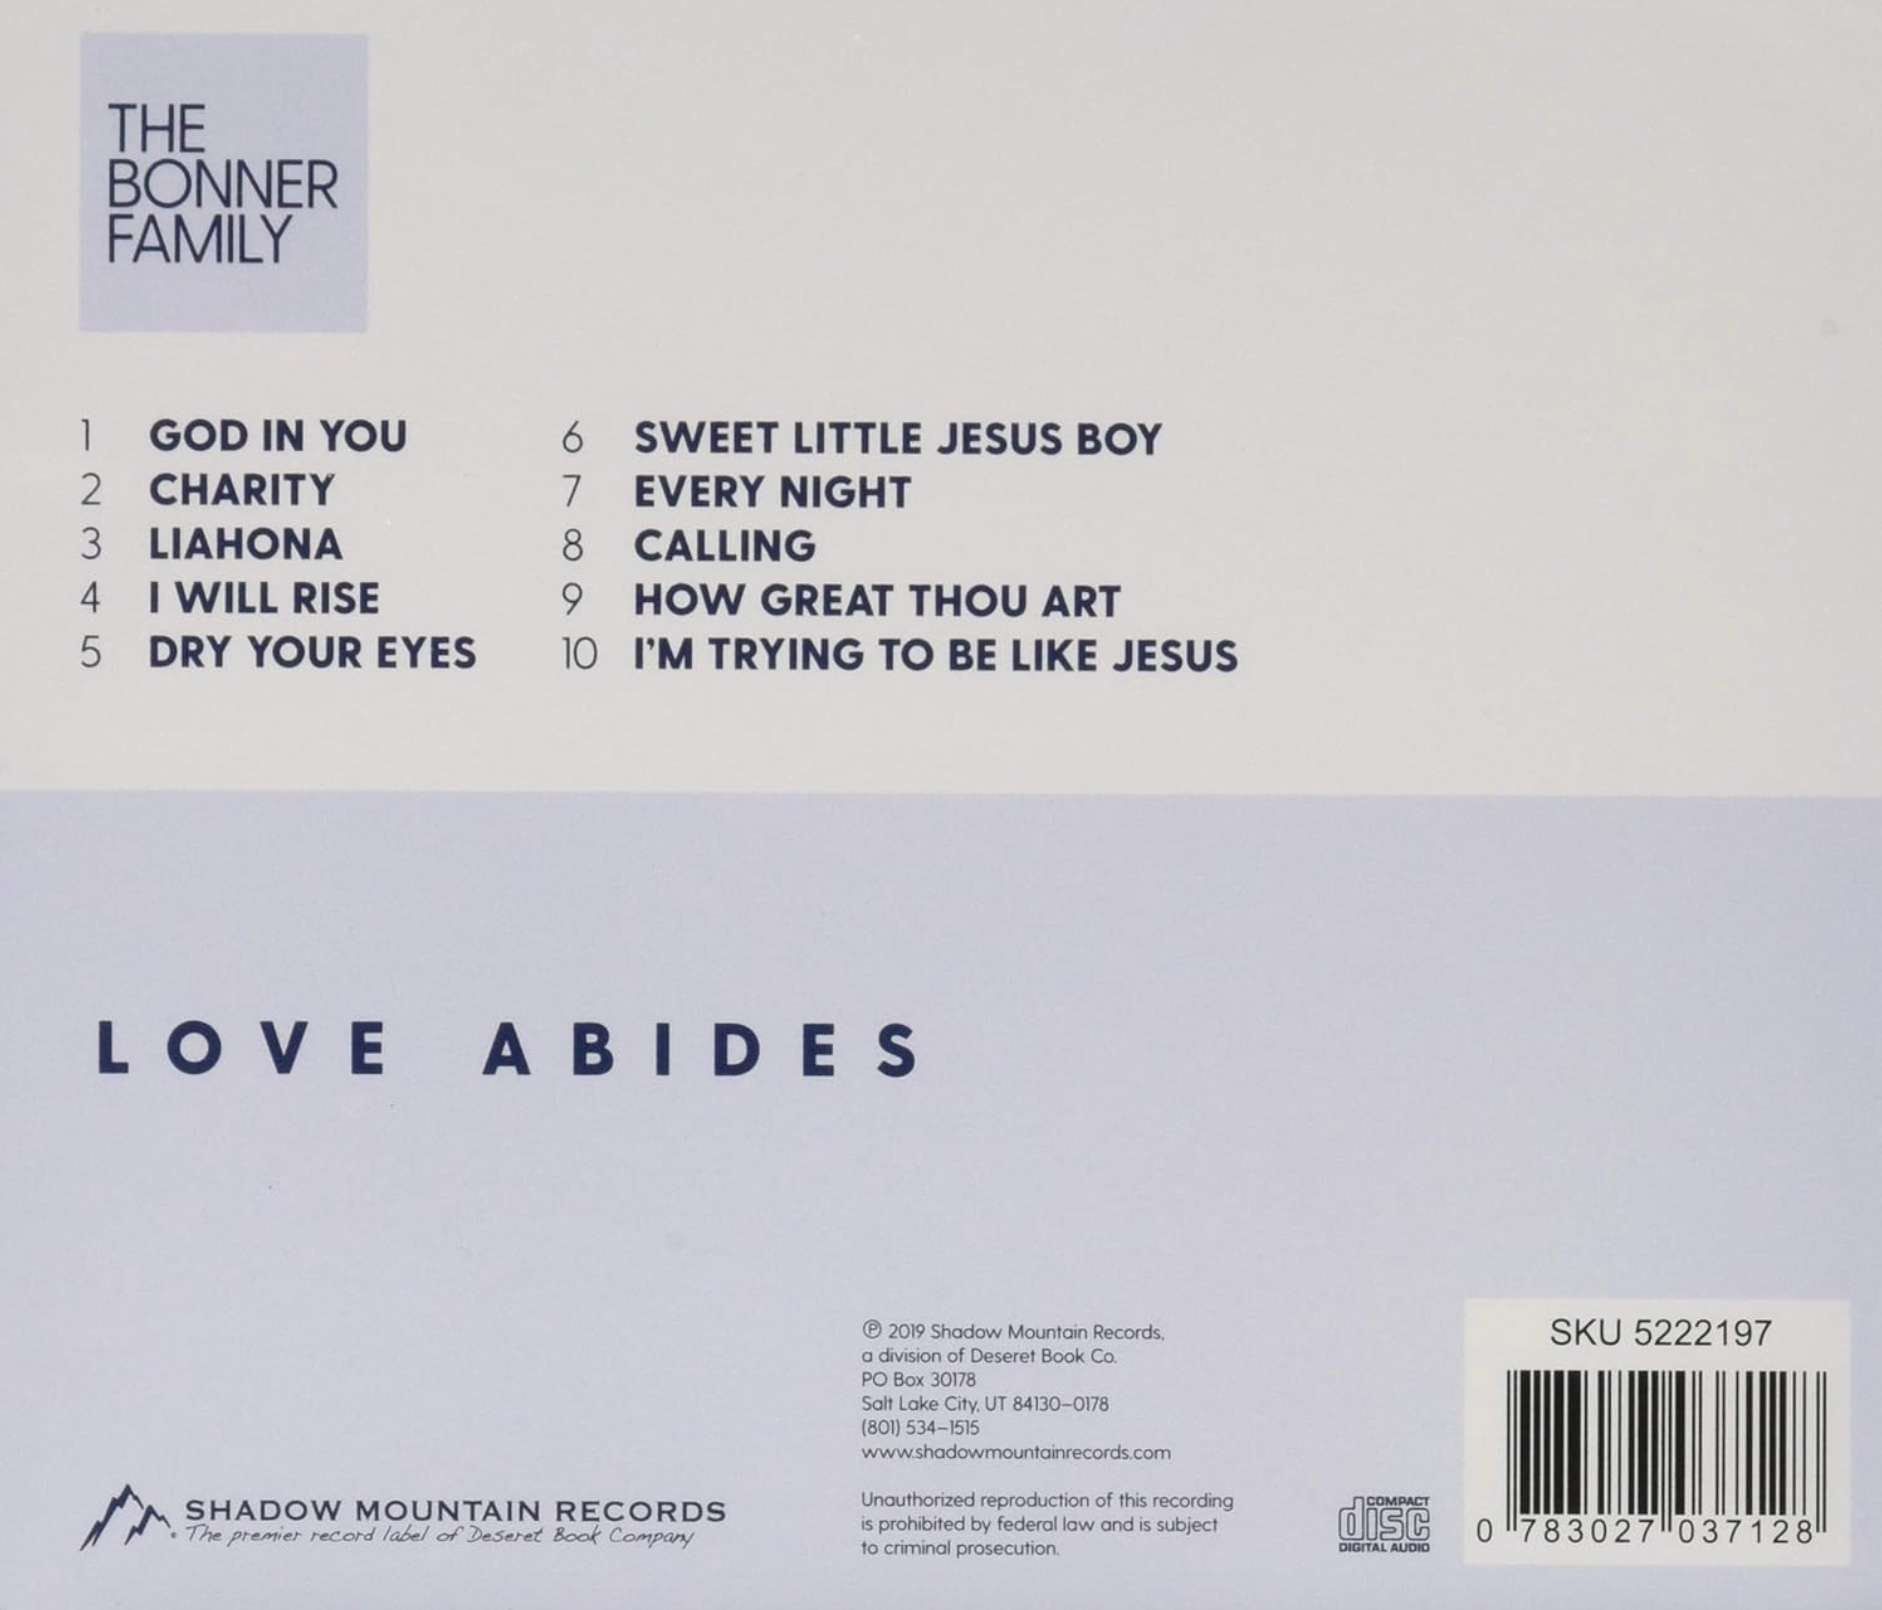 THE
BONNER
FAMILY
1 GOD IN YOU
2 CHARITY
3 LIAHONA
4 I WILL RISE
5 DRY YOUR EYES
6 SWEET LITTLE JESUS BOY
7 EVERY NIGHT
8 CALLING
9 HOW GREAT THOU ART
10 I'M TRYING TO BE LIKE JESUS
LOVE ABIDES
SHADOW MOUNTAIN RECORDS
The premier record label of Deseret Book Company
℗ 2019 Shadow Mountain Records,
a division of Deseret Book Co.
PO Box 30178
Salt Lake City, UT 84130–0178
(801) 534–1515
www.shadowmountainrecords.com
Unauthorized reproduction of this recording
is prohibited by federal law and is subject
to criminal prosecution.
COMPACT
disc
DIGITAL AUDIO
SKU 5222197
0 783027 037128